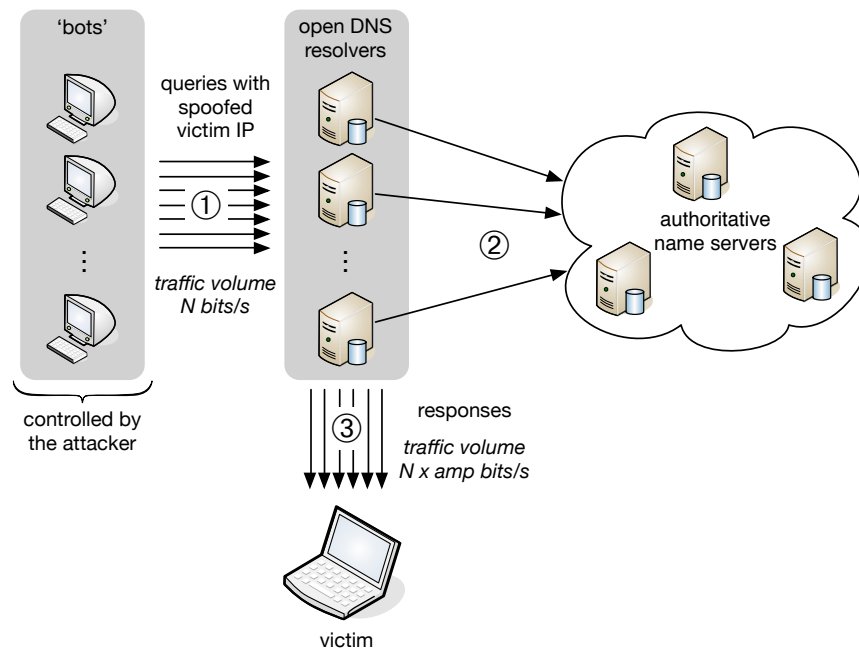 'bots'
open DNS
resolvers
queries with
spoofed
victim IP
①
traffic volume
N bits/s
②
authoritative
name servers
controlled by
the attacker
③
responses
traffic volume
N x amp bits/s
victim